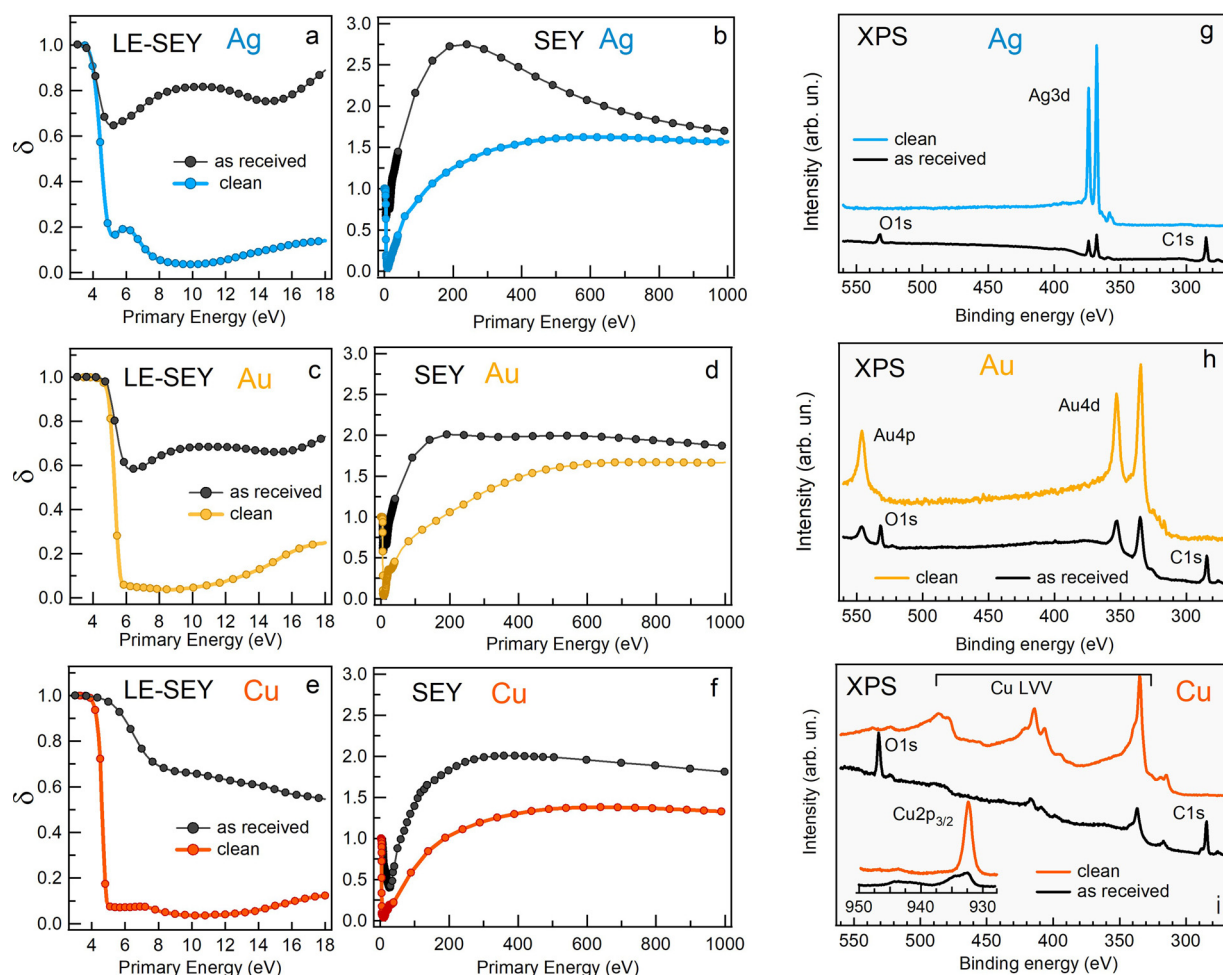 LE-SEY Ag a
1.0
0.8
0.6
0.4
0.2
0.0
δ
as received
clean
4 6 8 10 12 14 16 18
Primary Energy (eV)
SEY Ag b
3.0
2.5
2.0
1.5
1.0
0.5
0.0
0 200 400 600 800 1000
Primary Energy (eV)
XPS Ag g
Intensity (arb. un.)
Ag3d
clean
as received
O1s
C1s
550 500 450 400 350 300
Binding energy (eV)
LE-SEY Au c
1.0
0.8
0.6
0.4
0.2
0.0
δ
as received
clean
4 6 8 10 12 14 16 18
Primary Energy (eV)
SEY Au d
3.0
2.5
2.0
1.5
1.0
0.5
0.0
0 200 400 600 800 1000
Primary Energy (eV)
XPS Au h
Intensity (arb. un.)
Au4d
Au4p
O1s
C1s
clean
as received
550 500 450 400 350 300
Binding energy (eV)
LE-SEY Cu e
1.0
0.8
0.6
0.4
0.2
0.0
δ
as received
clean
4 6 8 10 12 14 16 18
Primary Energy (eV)
SEY Cu f
3.0
2.5
2.0
1.5
1.0
0.5
0.0
0 200 400 600 800 1000
Primary Energy (eV)
XPS Cu LVV Cu
Intensity (arb. un.)
O1s
Cu2p3/2
C1s
clean
as received
950 940 930
i
550 500 450 400 350 300
Binding energy (eV)